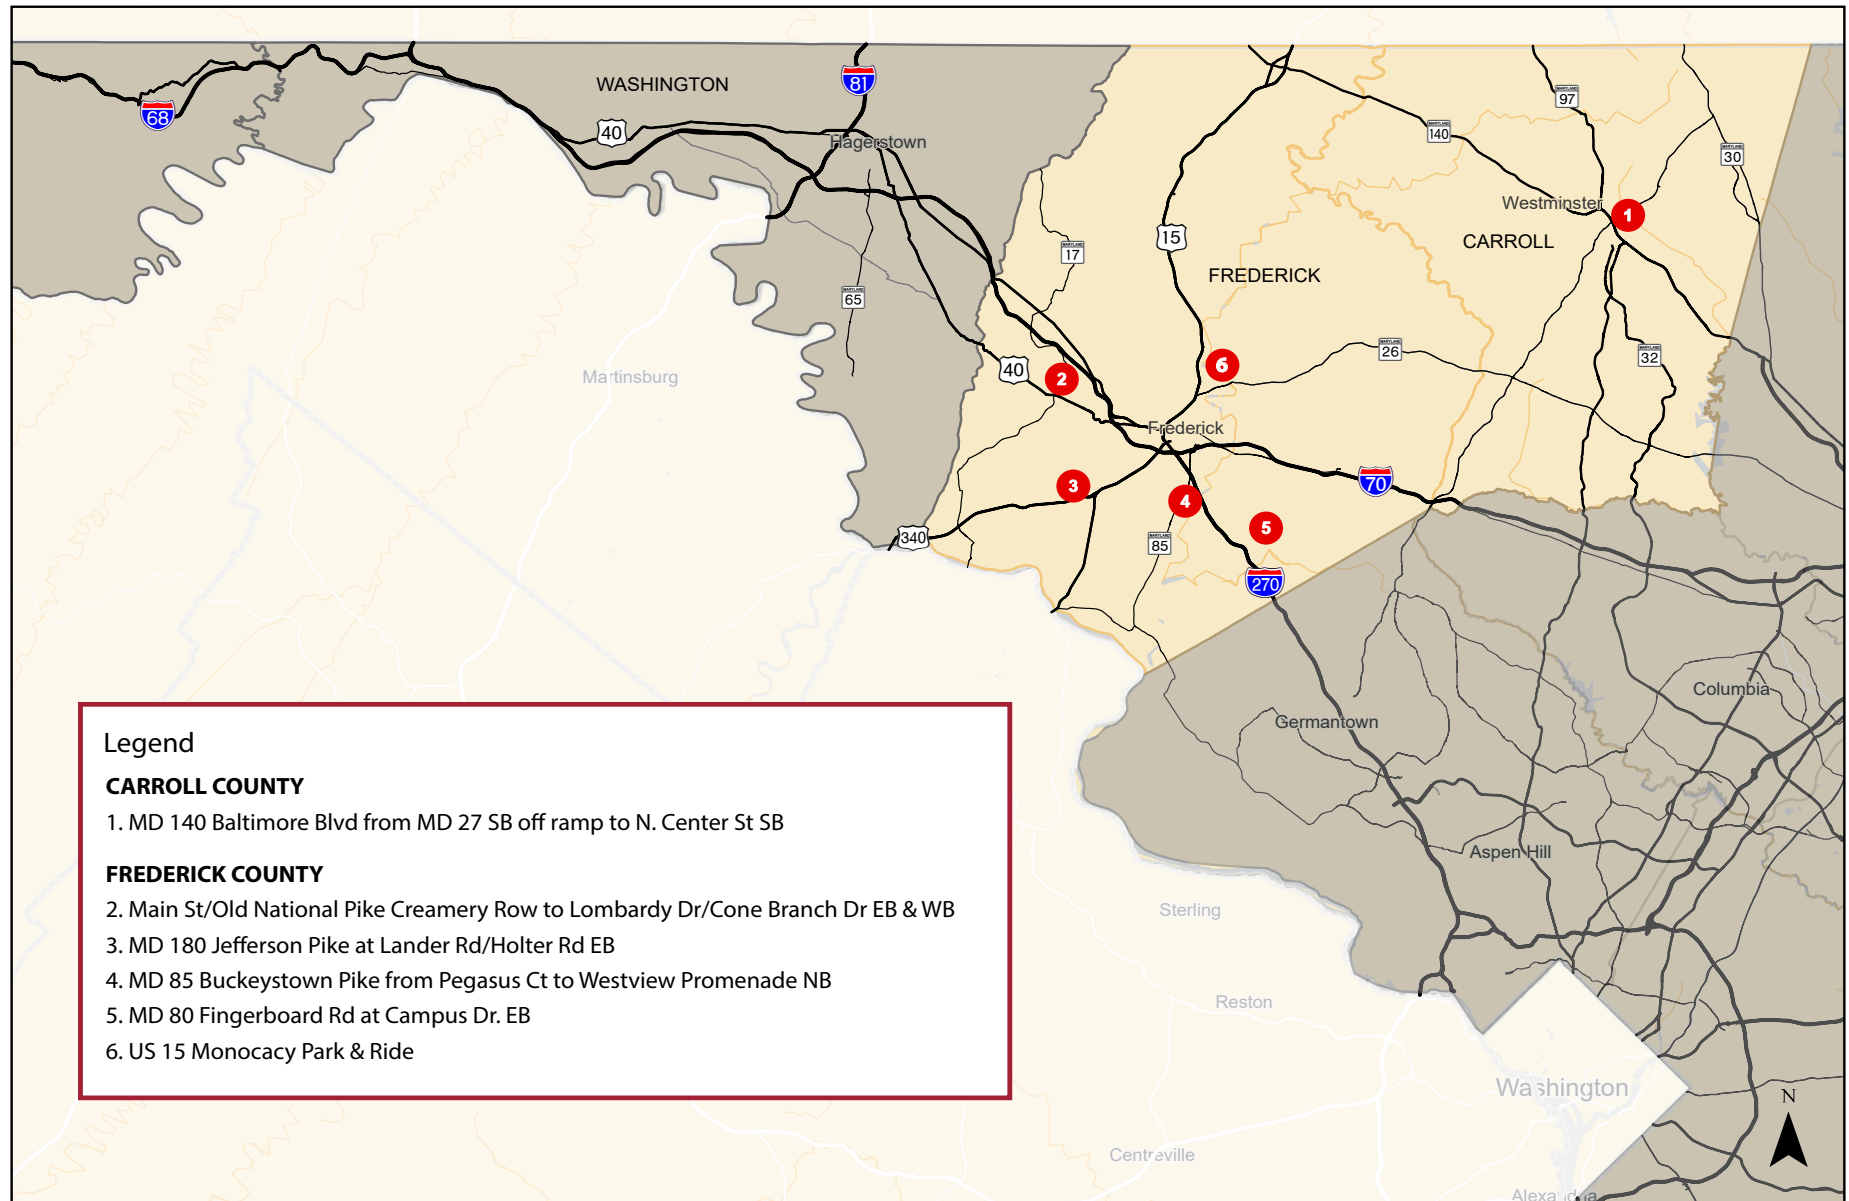 WASHINGTON
81
68
40
Hagerstown
97
140
30
Westminster
1
CARROLL
15
17
FREDERICK
65
26
32
6
40
2
Martinsburg
Frederick
70
3
4
5
340
85
270
Columbia
Germantown
Aspen Hill
Sterling
Reston
Washington
Centreville
Alexandria
N
Legend
CARROLL COUNTY
1. MD 140 Baltimore Blvd from MD 27 SB off ramp to N. Center St SB
FREDERICK COUNTY
2. Main St/Old National Pike Creamery Row to Lombardy Dr/Cone Branch Dr EB & WB
3. MD 180 Jefferson Pike at Lander Rd/Holter Rd EB
4. MD 85 Buckeystown Pike from Pegasus Ct to Westview Promenade NB
5. MD 80 Fingerboard Rd at Campus Dr. EB
6. US 15 Monocacy Park & Ride